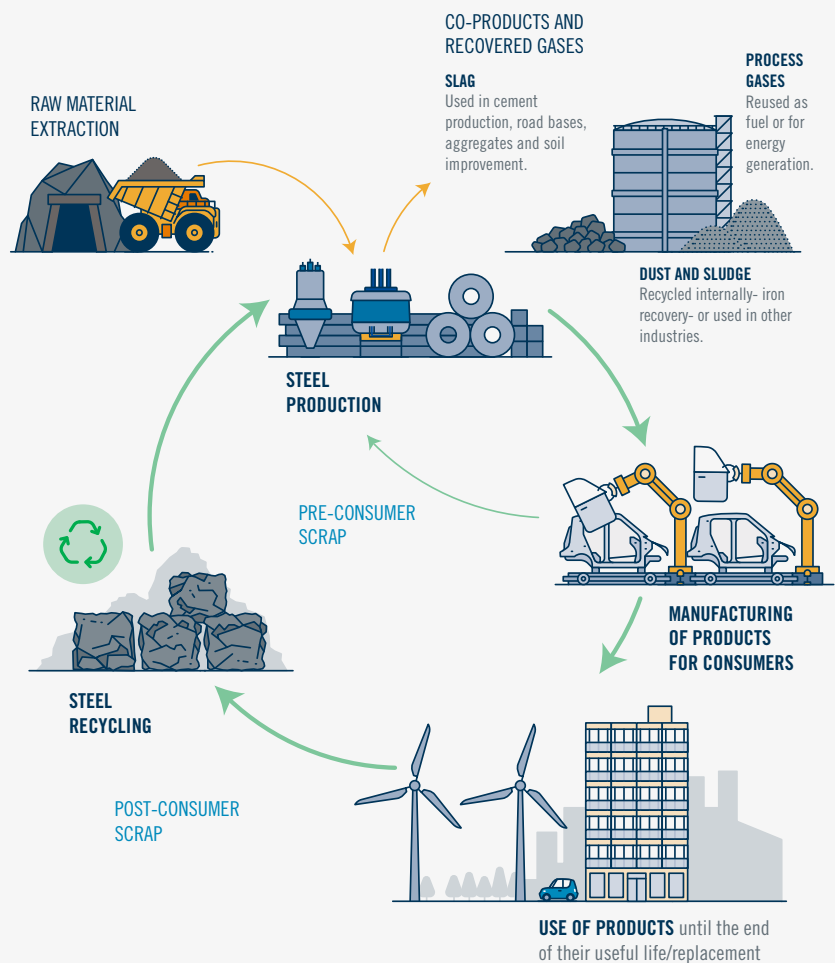 CO-PRODUCTS AND
RECOVERED GASES
SLAG
Used in cement
production, road bases,
aggregates and soil
improvement.
PROCESS
GASES
Reused as
fuel or for
energy
generation.
RAW MATERIAL
EXTRACTION
DUST AND SLUDGE
Recycled internally- iron
recovery- or used in other
industries.
STEEL
PRODUCTION
PRE-CONSUMER
SCRAP
MANUFACTURING
OF PRODUCTS
FOR CONSUMERS
STEEL
RECYCLING
POST-CONSUMER
SCRAP
USE OF PRODUCTS until the end
of their useful life/replacement